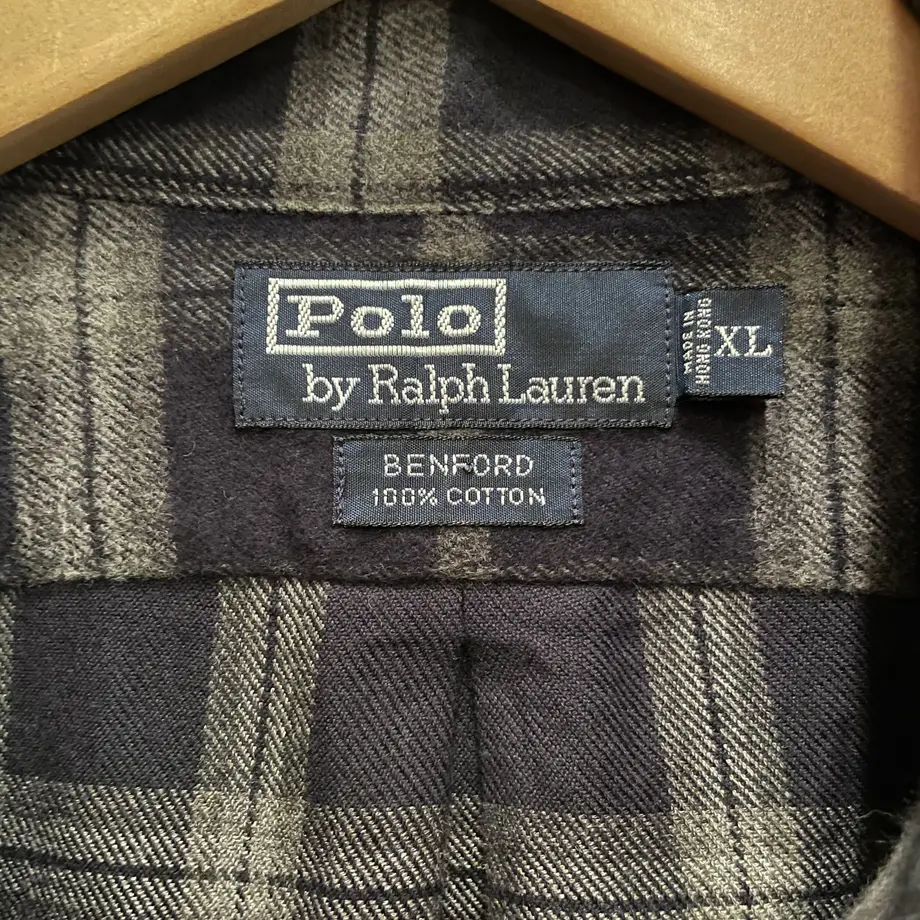 Polo
by Ralph Lauren
MADE IN
HONG KONG
XL
BENFORD
100% COTTON